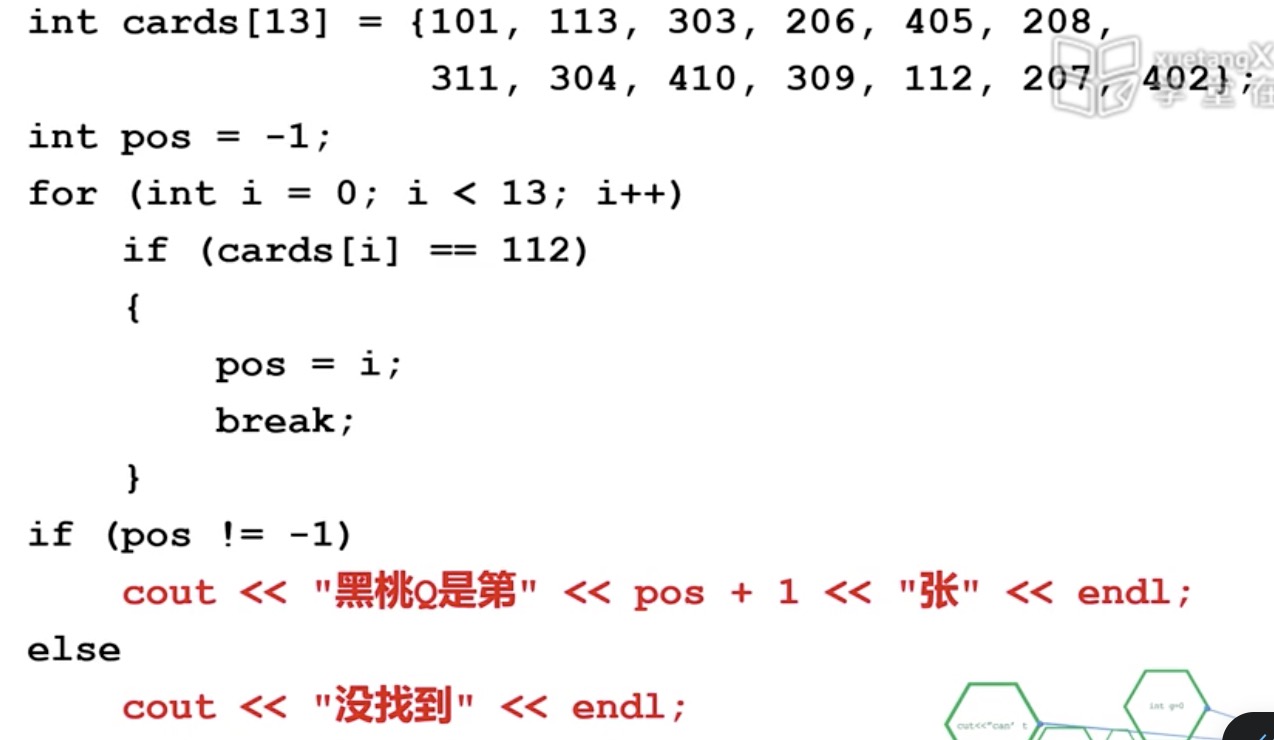 int cards[13] = {101, 113, 303, 206, 405, 208,
311, 304, 410, 309, 112, 207, 402};
xuetangX
学堂在
int pos = -1;
for (int i = 0; i < 13; i++)
if (cards[i] == 112)
{
pos = i;
break;
}
if (pos != -1)
cout << "黑桃Q是第" << pos + 1 << "张" << endl;
else
cout << "没找到" << endl;
cut<<"can" t